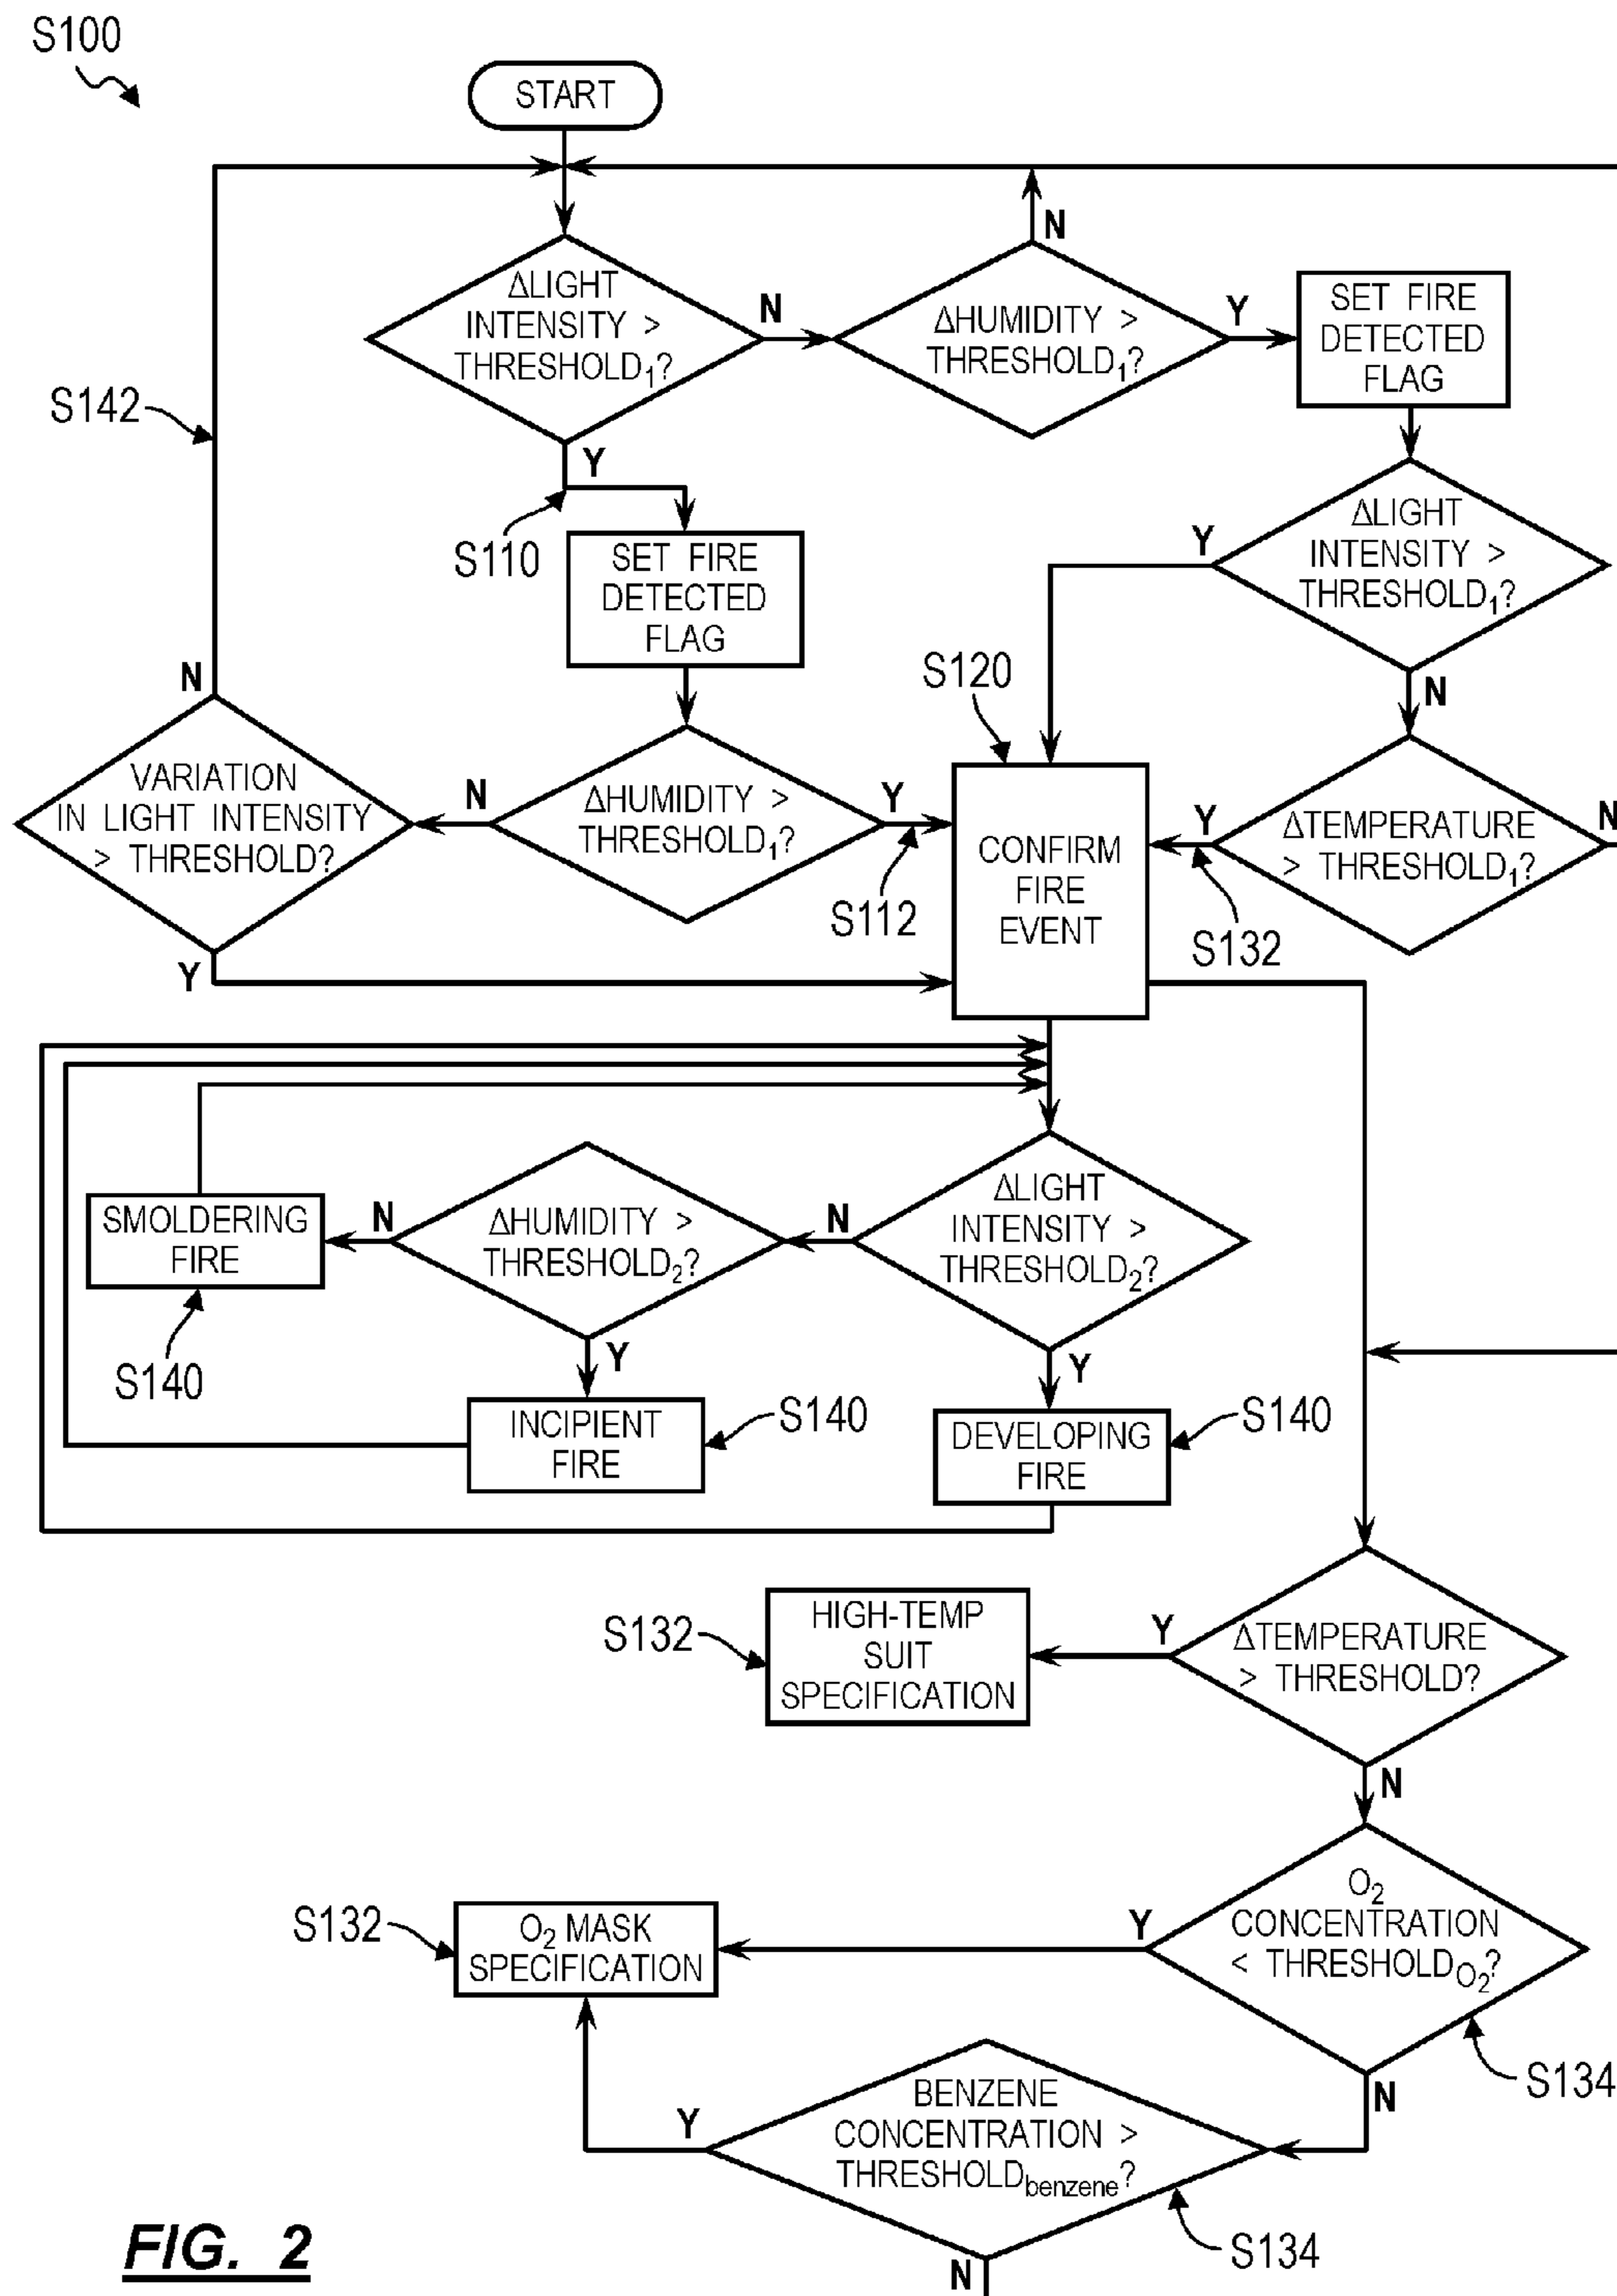 S100
START
ΔLIGHT
INTENSITY >
THRESHOLD₁?
N
ΔHUMIDITY >
THRESHOLD₁?
N
Y
SET FIRE
DETECTED
FLAG
S142
Y
S110
SET FIRE
DETECTED
FLAG
ΔLIGHT
INTENSITY >
THRESHOLD₁?
Y
N
S120
N
VARIATION
IN LIGHT INTENSITY
> THRESHOLD?
N
ΔHUMIDITY >
THRESHOLD₁?
Y
S112
CONFIRM
FIRE
EVENT
Y
ΔTEMPERATURE
> THRESHOLD₁?
N
S132
Y
SMOLDERING
FIRE
N
ΔHUMIDITY >
THRESHOLD₂?
N
ΔLIGHT
INTENSITY >
THRESHOLD₂?
S140
Y
Y
INCIPIENT
FIRE
S140
DEVELOPING
FIRE
S140
S132
HIGH-TEMP
SUIT
SPECIFICATION
Y
ΔTEMPERATURE
> THRESHOLD?
N
S132
O₂ MASK
SPECIFICATION
Y
O₂
CONCENTRATION
< THRESHOLD_O₂?
S134
N
Y
BENZENE
CONCENTRATION >
THRESHOLD_benzene?
S134
N
FIG. 2